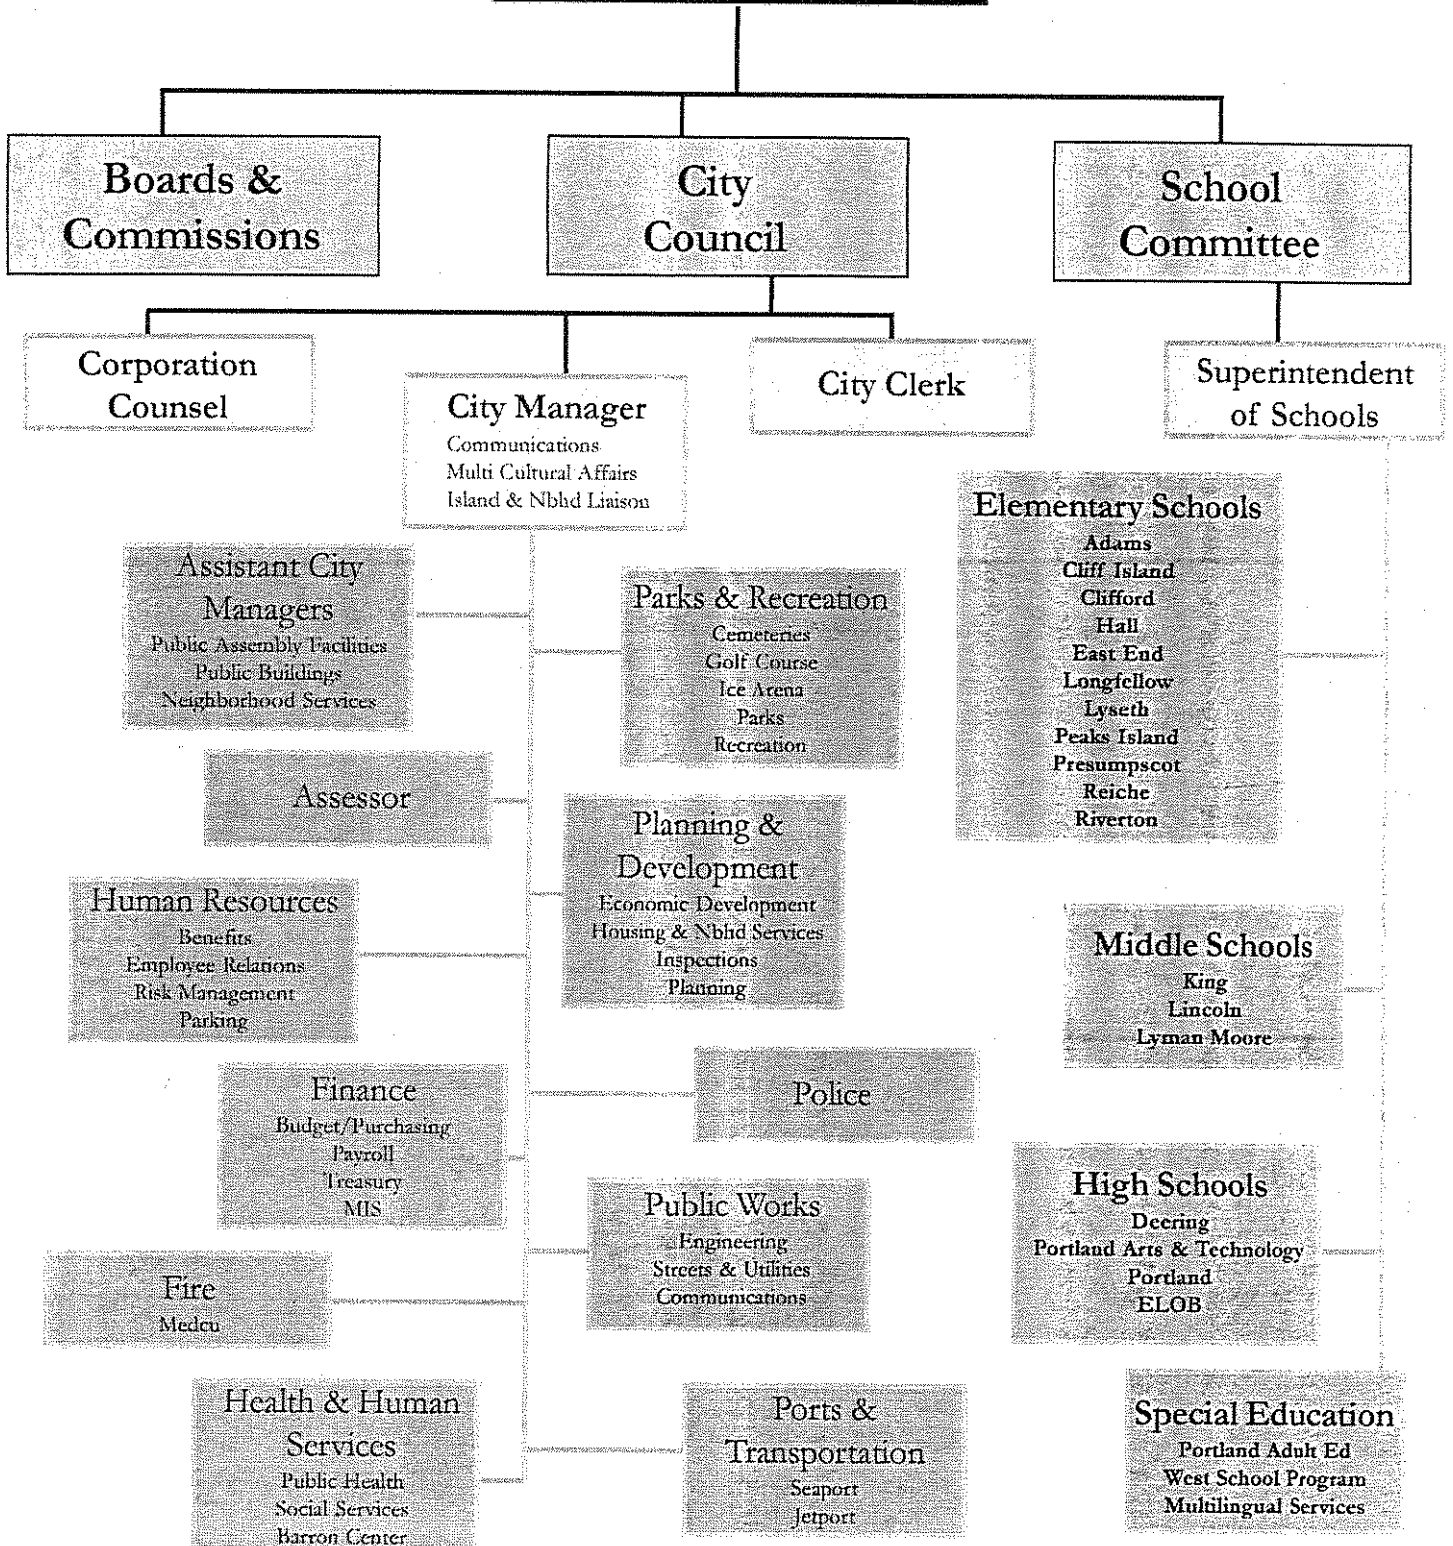 Boards &
Commissions
City
Council
School
Committee
Corporation
Counsel
City Manager
Communications
Multi Cultural Affairs
Island & Nbhd Liaison
City Clerk
Superintendent
of Schools
Assistant City
Managers
Public Assembly Facilities
Public Buildings
Neighborhood Services
Parks & Recreation
Cemeteries
Golf Course
Ice Arena
Parks
Recreation
Elementary Schools
Adams
Cliff Island
Clifford
Hall
East End
Longfellow
Lyseth
Peaks Island
Presumpscot
Reiche
Riverton
Assessor
Planning &
Development
Economic Development
Housing & Nbhd Services
Inspections
Planning
Human Resources
Benefits
Employee Relations
Risk Management
Parking
Middle Schools
King
Lincoln
Lyman Moore
Finance
Budget/Purchasing
Payroll
Treasury
MIS
Police
Public Works
Engineering
Streets & Utilities
Communications
High Schools
Deering
Portland Arts & Technology
Portland
ELOB
Fire
Medcu
Health & Human
Services
Public Health
Social Services
Barron Center
Ports &
Transportation
Seaport
Jetport
Special Education
Portland Adult Ed
West School Program
Multilingual Services